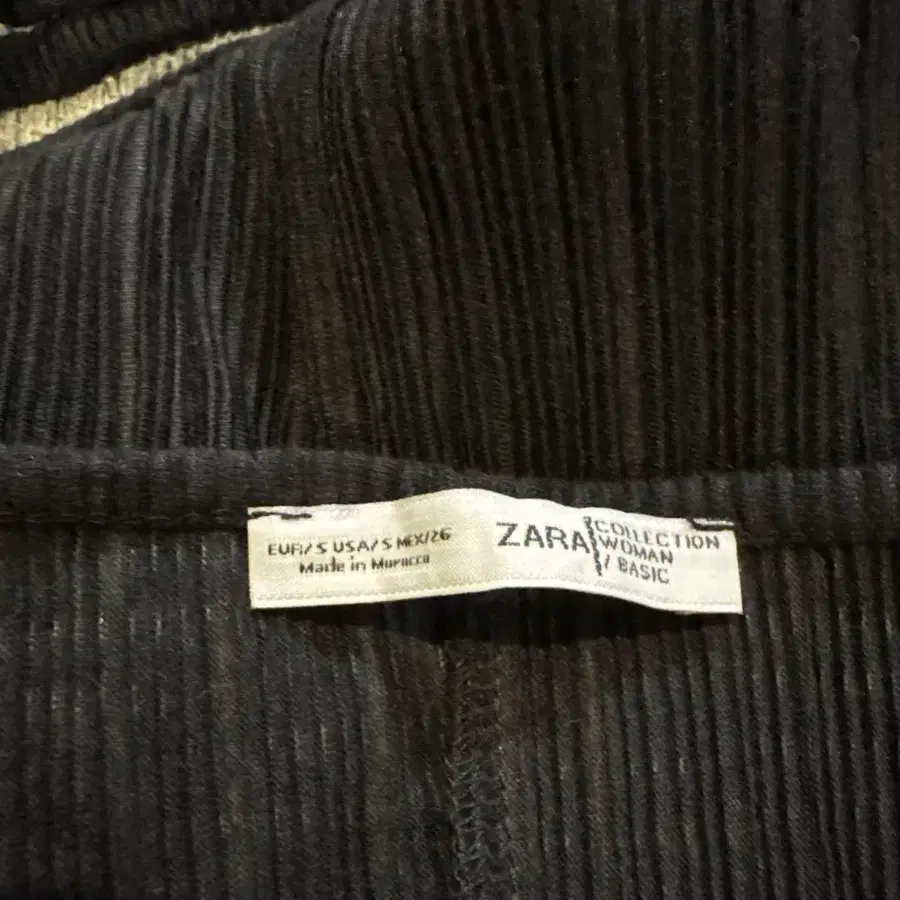 EUR/S USA/S MEX/26
Made in Morocco
ZARA
COLLECTION
WOMAN
/ BASIC